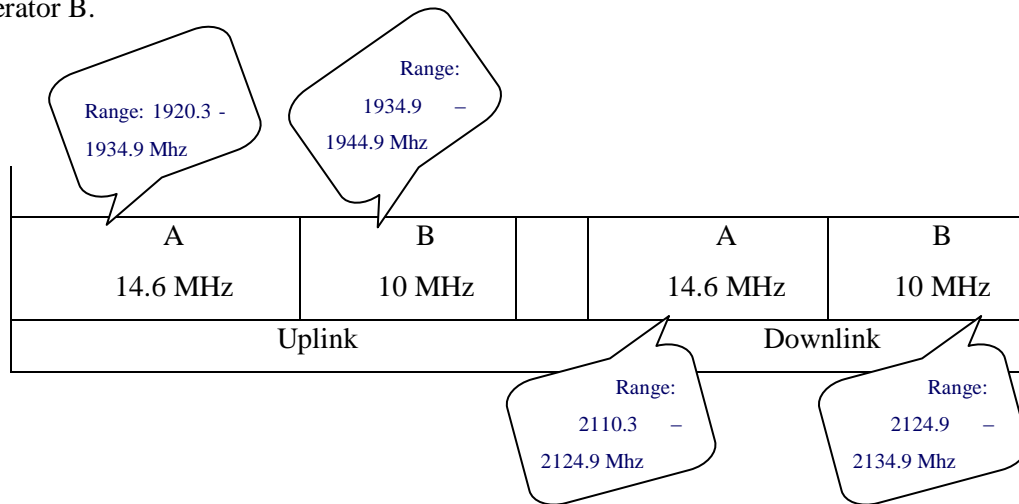 erator B.
Range: 1920.3 -
1934.9 Mhz
Range:
1934.9 –
1944.9 Mhz
A B A B
14.6 MHz 10 MHz 14.6 MHz 10 MHz
Uplink Downlink
Range:
2110.3 –
2124.9 Mhz
Range:
2124.9 –
2134.9 Mhz